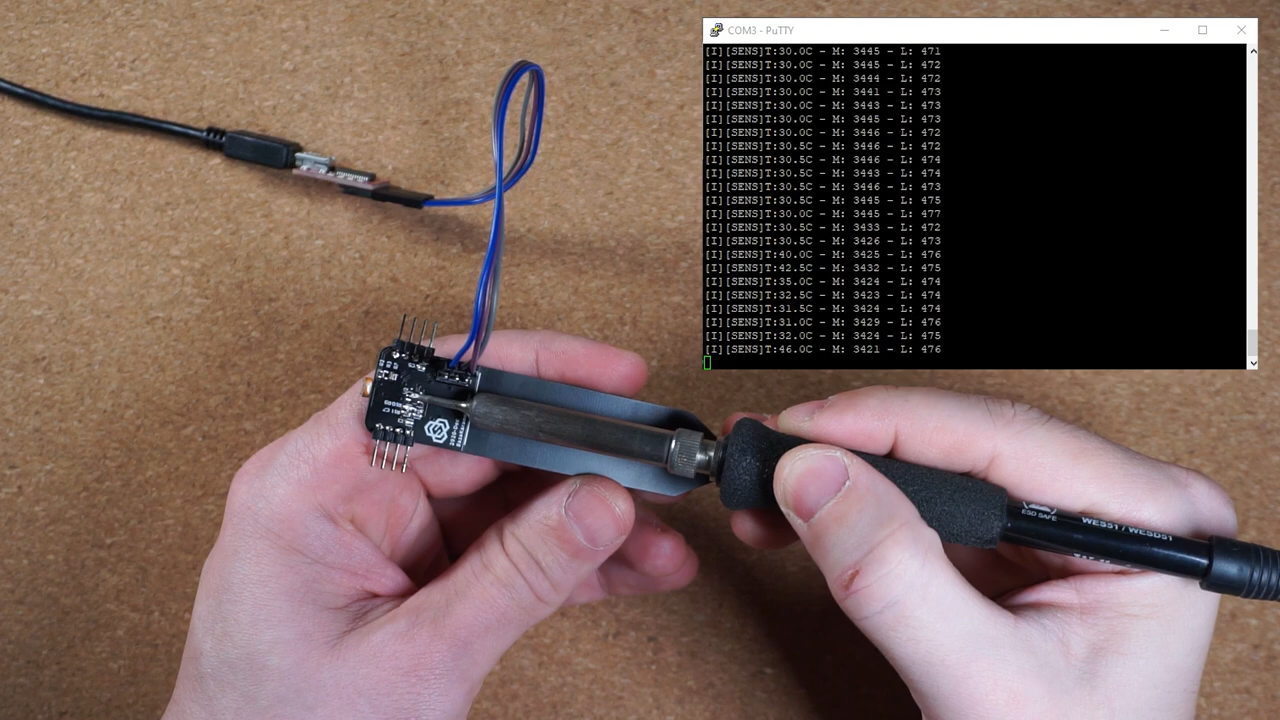 COM3 - PuTTY
[I][SENS]T:30.0C - M: 3445 - L: 471
[I][SENS]T:30.0C - M: 3445 - L: 472
[I][SENS]T:30.0C - M: 3444 - L: 472
[I][SENS]T:30.0C - M: 3441 - L: 473
[I][SENS]T:30.0C - M: 3443 - L: 473
[I][SENS]T:30.0C - M: 3445 - L: 473
[I][SENS]T:30.0C - M: 3446 - L: 472
[I][SENS]T:30.5C - M: 3446 - L: 472
[I][SENS]T:30.5C - M: 3446 - L: 474
[I][SENS]T:30.5C - M: 3443 - L: 474
[I][SENS]T:30.5C - M: 3446 - L: 473
[I][SENS]T:30.5C - M: 3445 - L: 475
[I][SENS]T:30.0C - M: 3445 - L: 477
[I][SENS]T:30.5C - M: 3433 - L: 472
[I][SENS]T:30.5C - M: 3426 - L: 473
[I][SENS]T:40.0C - M: 3425 - L: 476
[I][SENS]T:42.5C - M: 3432 - L: 475
[I][SENS]T:35.0C - M: 3424 - L: 474
[I][SENS]T:32.5C - M: 3423 - L: 474
[I][SENS]T:31.5C - M: 3424 - L: 474
[I][SENS]T:31.0C - M: 3429 - L: 476
[I][SENS]T:32.0C - M: 3424 - L: 475
[I][SENS]T:46.0C - M: 3421 - L: 476
ESD SAFE
WES51 / WESD51